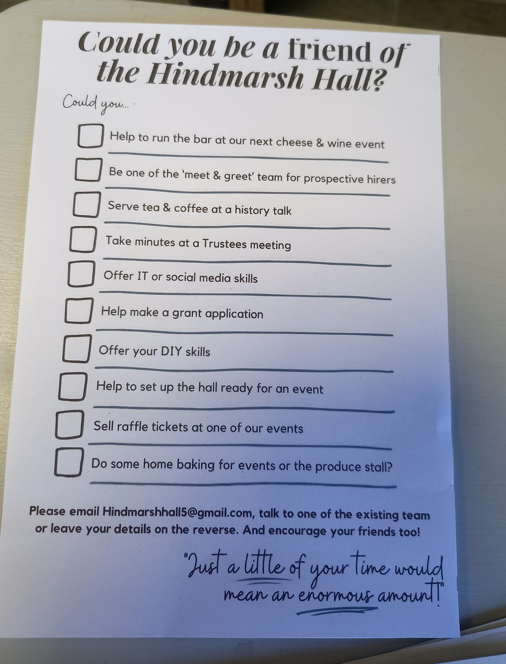 Could you be a friend of
the Hindmarsh Hall?
Could you...
Help to run the bar at our next cheese & wine event
Be one of the 'meet & greet' team for prospective hirers
Serve tea & coffee at a history talk
Take minutes at a Trustees meeting
Offer IT or social media skills
Help make a grant application
Offer your DIY skills
Help to set up the hall ready for an event
Sell raffle tickets at one of our events
Do some home baking for events or the produce stall?
Please email Hindmarshhall5@gmail.com, talk to one of the existing team
or leave your details on the reverse. And encourage your friends too!
"Just a little of your time would
mean an enormous amount!"